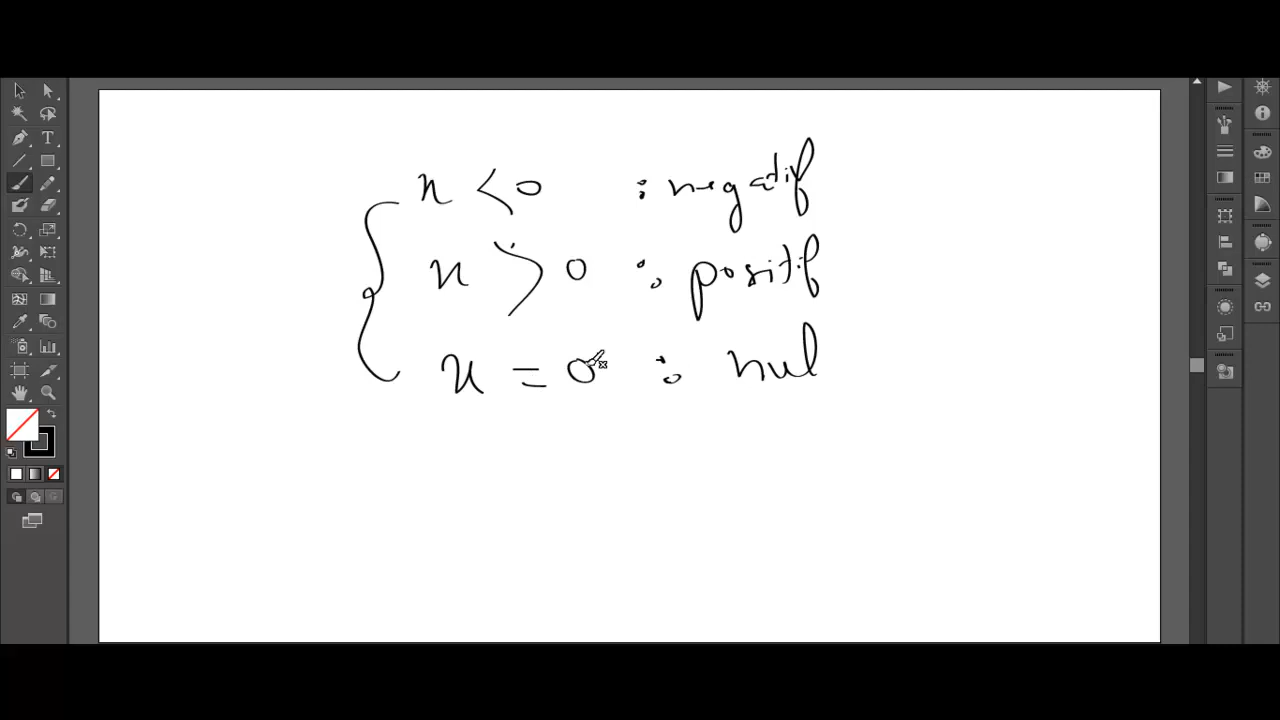 x < 0 : negatif
x > 0 : positif
x = 0 : nul